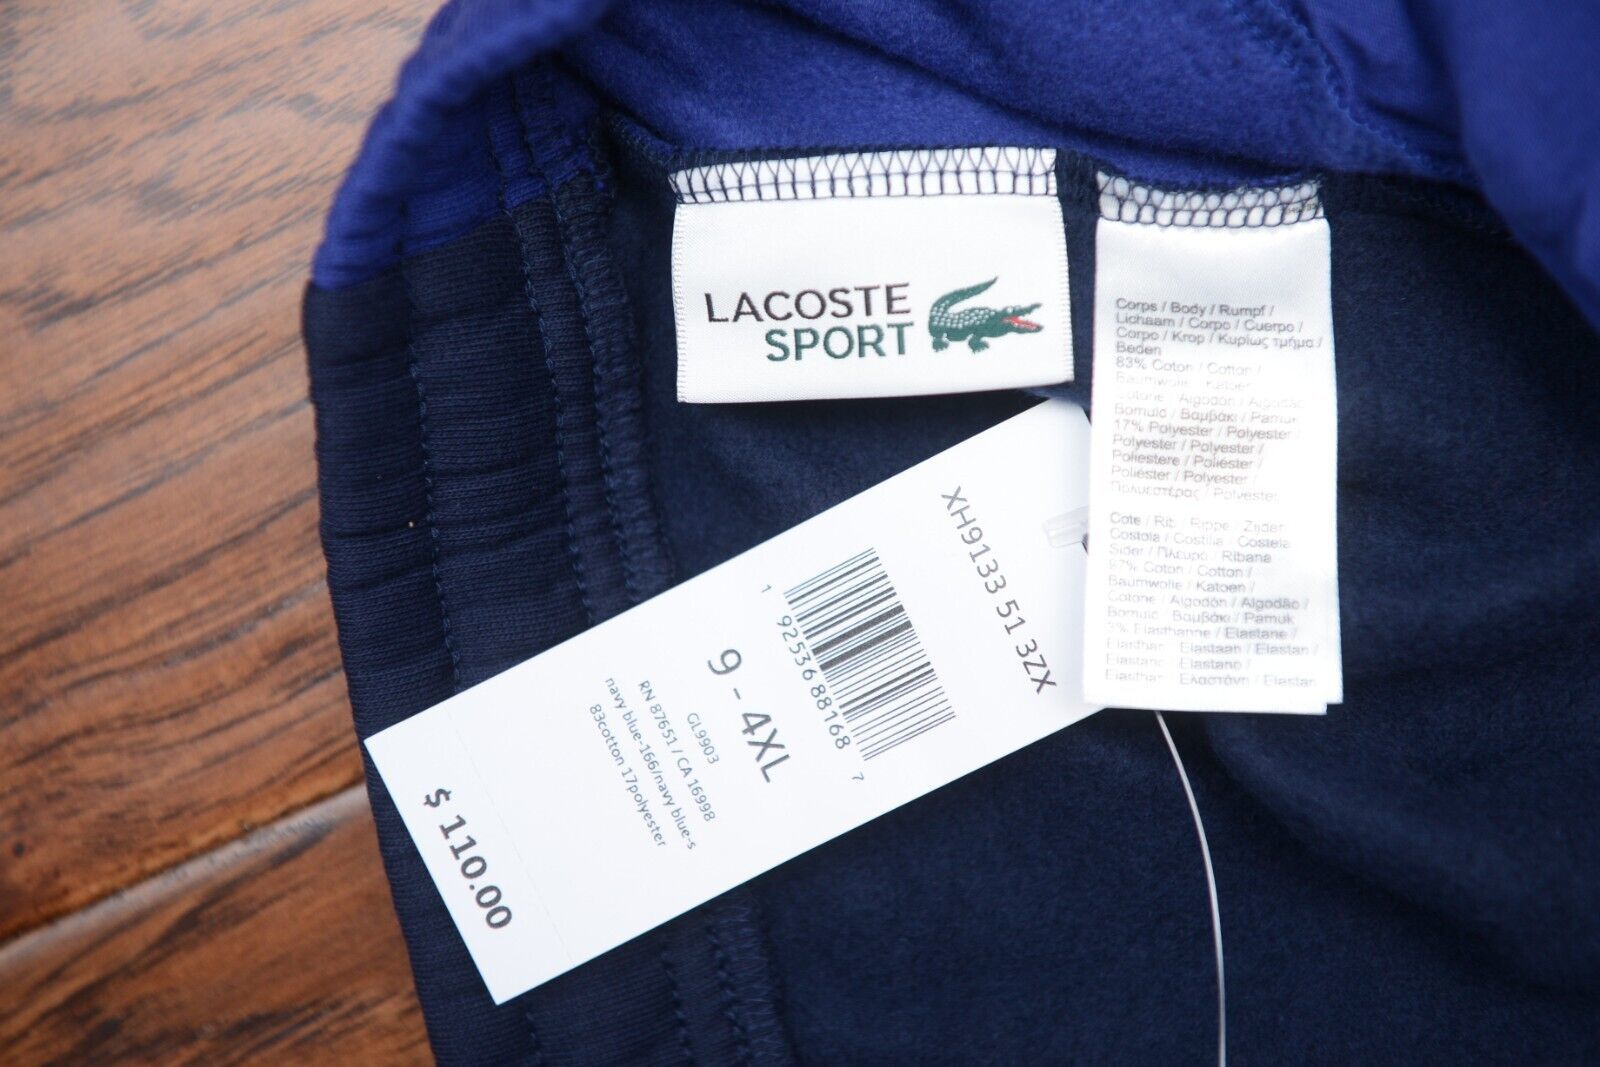 LACOSTE
SPORT
Corps / Body / Rumpf /
Lichaam / Corpo / Cuerpo /
Corpo / Krop / Κυρίως τμήμα /
Beden
83% Coton / Cotton /
Baumwolle / Katoen
Cotone / Algodón / Algodão
Bomuld / Βαμβάκι / Pamuk
17% Polyester / Polyester /
Polyester / Polyester /
Poliestere / Poliéster /
Poliéster / Polyester /
Πολυεστέρας / Polyester
Cote / Rib / Rippe / Zijden
Costola / Costilla / Costela
Sider / Πλευρό / Ribana
97% Coton / Cotton /
Baumwolle / Katoen /
Cotone / Algodón / Algodão /
Bomuld / Βαμβάκι / Pamuk
3% Elasthanne / Elastane /
Elasthan / Elastaan / Elastan /
Elastano / Elastano /
Elasthan / Ελαστάνη / Elastan
XH9133 51 3ZX
1 92536 88168 7
9 - 4XL
GL9903
RN 87651 / CA 16998
navy blue-166/navy blue-s
83cotton 17polyester
$ 110.00